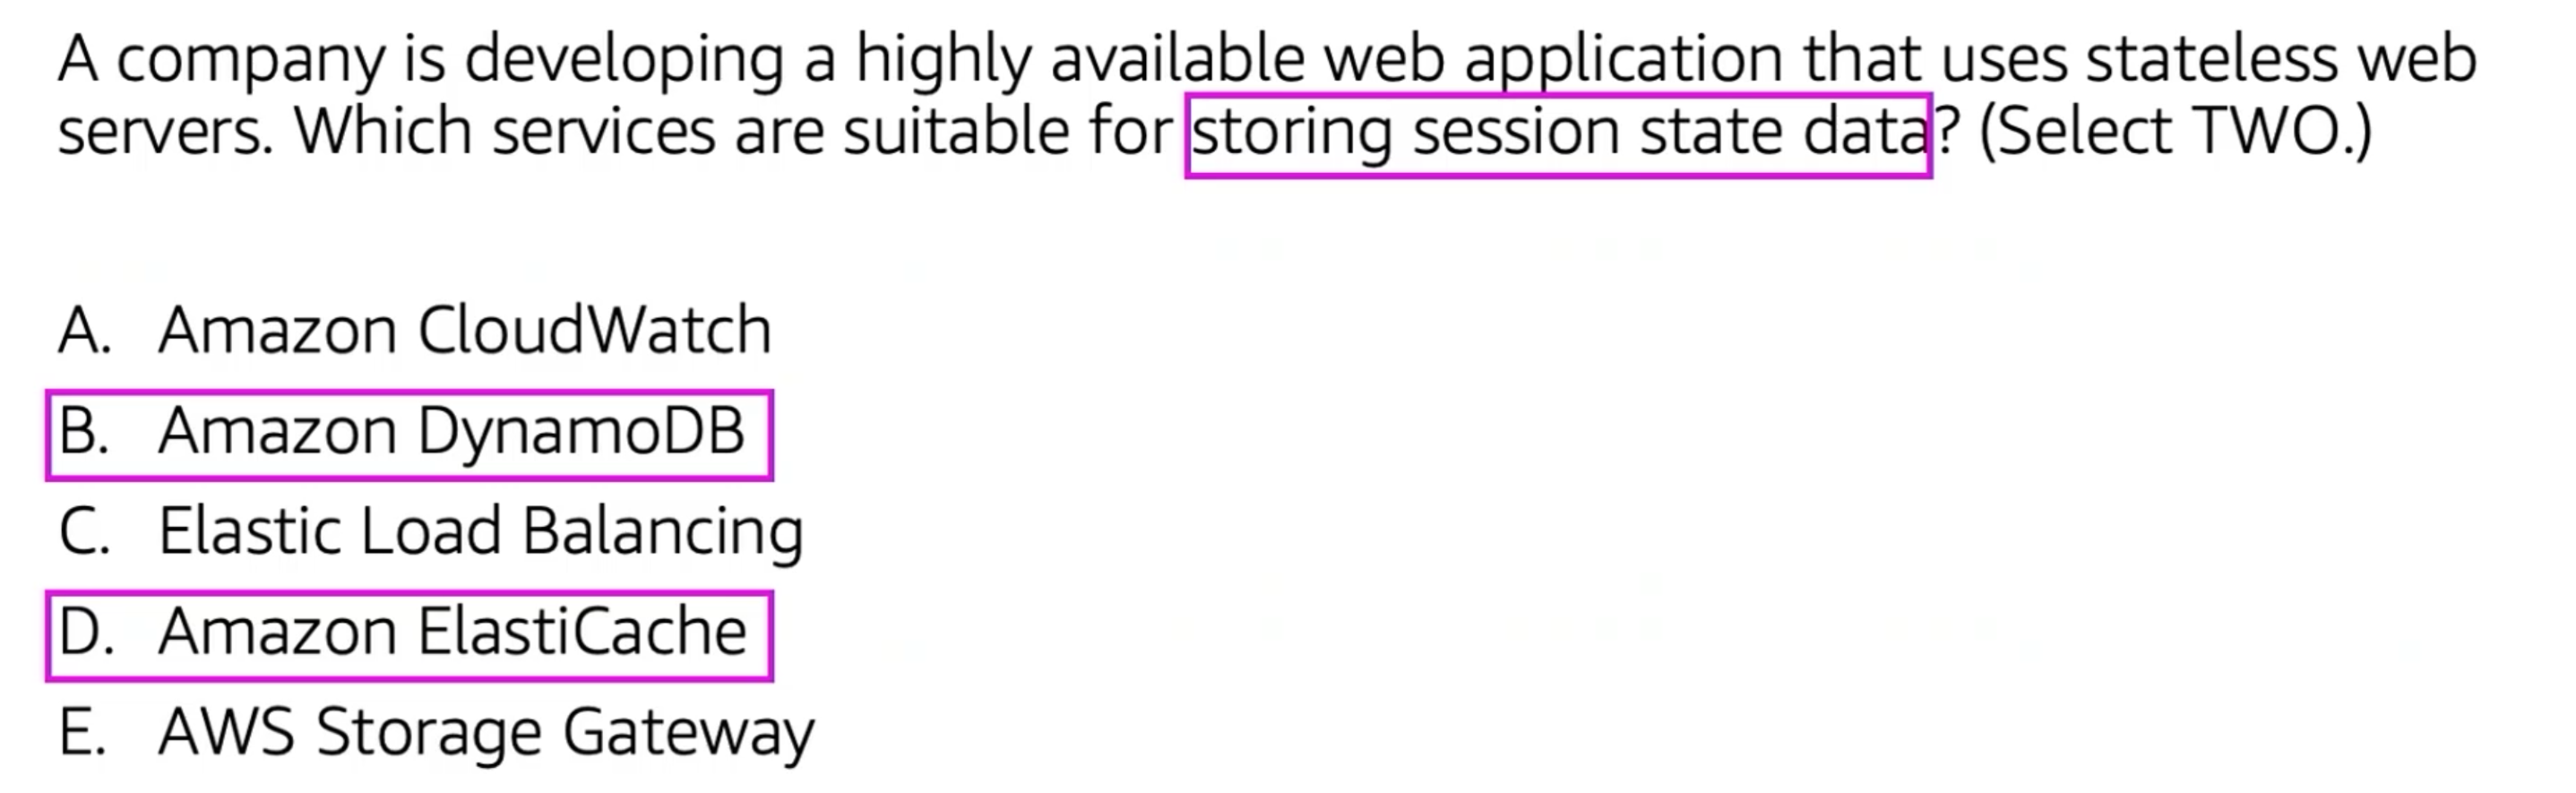 A company is developing a highly available web application that uses stateless web
servers. Which services are suitable for storing session state data? (Select TWO.)
A. Amazon CloudWatch
B. Amazon DynamoDB
C. Elastic Load Balancing
D. Amazon ElastiCache
E. AWS Storage Gateway